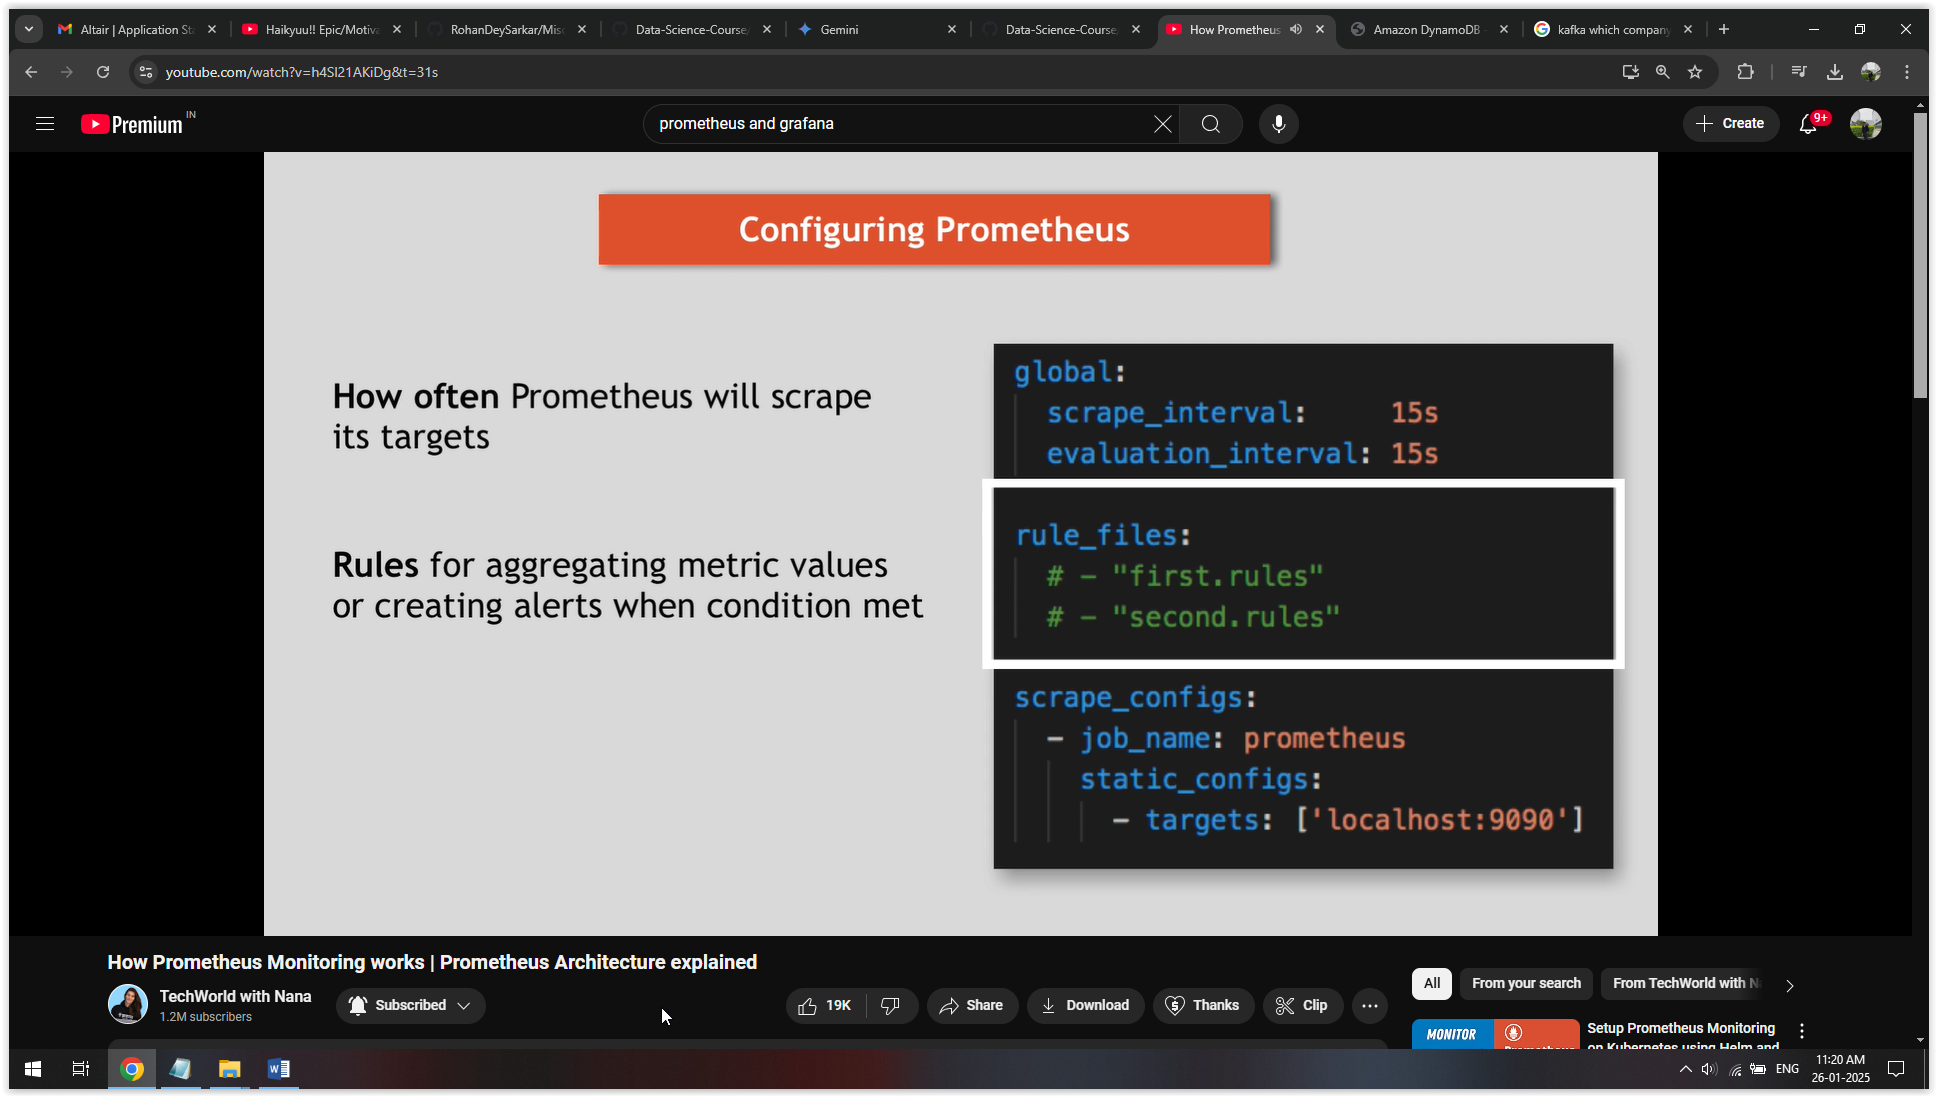 Altair | Application Sta
Haikyuu!! Epic/Motiva
RohanDeySarkar/Misc
Data-Science-Course/
Gemini
Data-Science-Course/
How Prometheus
Amazon DynamoDB
kafka which company
youtube.com/watch?v=h4Sl21AKiDg&t=31s
Premium IN
prometheus and grafana
Create
9+
Configuring Prometheus
How often Prometheus will scrape
its targets
Rules for aggregating metric values
or creating alerts when condition met
global:
scrape_interval: 15s
evaluation_interval: 15s
rule_files:
# - "first.rules"
# - "second.rules"
scrape_configs:
- job_name: prometheus
static_configs:
- targets: ['localhost:9090']
How Prometheus Monitoring works | Prometheus Architecture explained
TechWorld with Nana
1.2M subscribers
Subscribed
19K
Share
Download
Thanks
Clip
All
From your search
From TechWorld with Na
MONITOR
Prometheus
Setup Prometheus Monitoring
on Kubernetes using Helm and
ENG
11:20 AM
26-01-2025